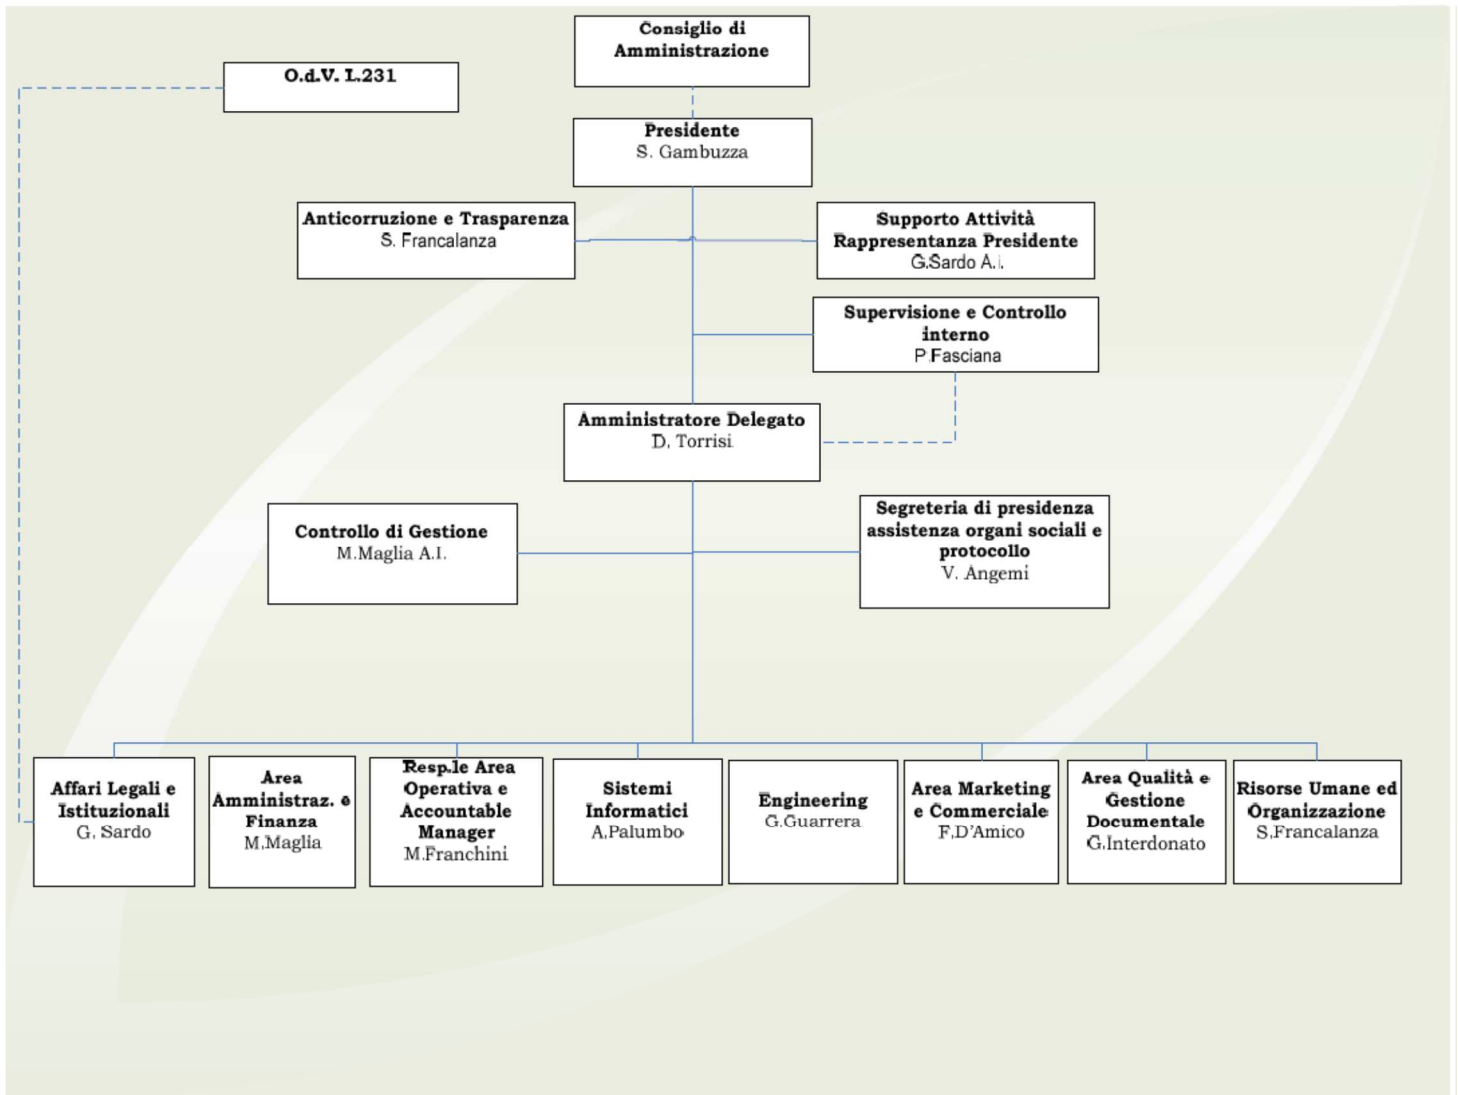 Consiglio di
Amministrazione
O.d.V. L.231
Presidente
S. Gambuzza
Anticorruzione e Trasparenza
S. Francalanza
Supporto Attività
Rappresentanza Presidente
G.Sardo A.i.
Supervisione e Controllo
interno
P.Fasciana
Amministratore Delegato
D. Torrisi
Controllo di Gestione
M.Maglia A.I.
Segreteria di presidenza
assistenza organi sociali e
protocollo
V. Angemi
Affari Legali e
Istituzionali
G. Sardo
Area
Amministraz. e
Finanza
M.Maglia
Resp.le Area
Operativa e
Accountable
Manager
M.Franchini
Sistemi
Informatici
A.Palumbo
Engineering
G.Guarrera
Area Marketing
e Commerciale
F.D'Amico
Area Qualità e
Gestione
Documentale
G.Interdonato
Risorse Umane ed
Organizzazione
S.Francalanza